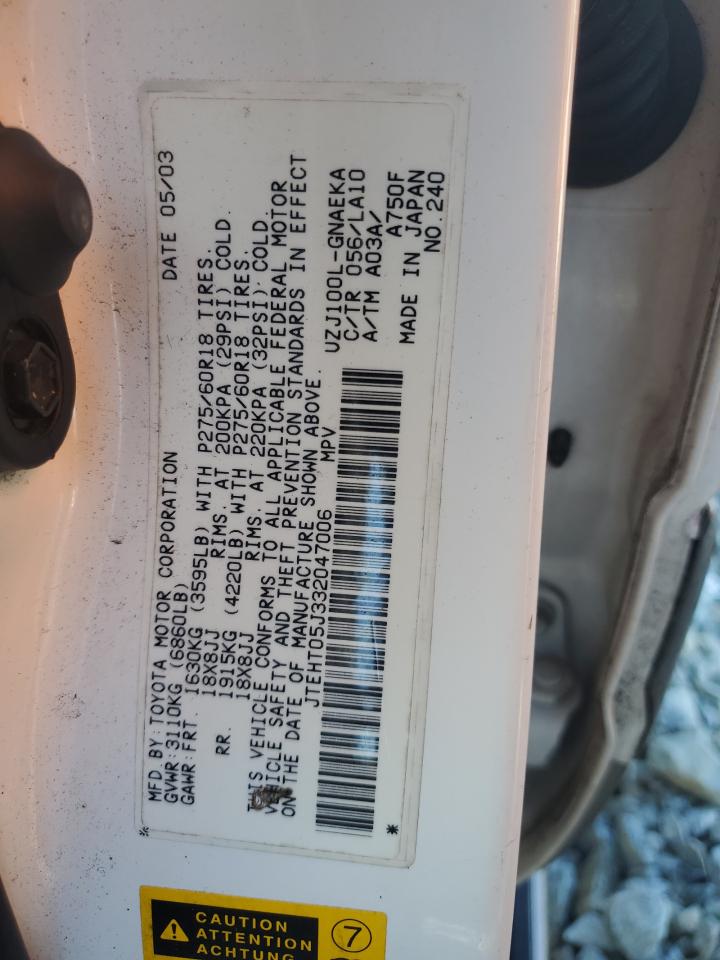 MFD BY:TOYOTA MOTOR CORPORATION DATE 05/03
GVWR:3110KG (6860LB)
GAWR:FRT. 1630KG (3595LB) WITH P275/60R18 TIRES.
18X8JJ RIMS. AT 200KPA (29PSI) COLD.
RR. 1915KG (4220LB) WITH P275/60R18 TIRES.
18X8JJ RIMS. AT 220KPA (32PSI) COLD.
THIS VEHICLE CONFORMS TO ALL APPLICABLE FEDERAL MOTOR
VEHICLE SAFETY AND THEFT PREVENTION STANDARDS IN EFFECT
ON THE DATE OF MANUFACTURE SHOWN ABOVE.
JTEHT05J332047006 MPV
UZJ100L-GNAEKA
C/TR 056/LA10
A/TM A03A/
A750F
MADE IN JAPAN
NO.240
CAUTION
ATTENTION
ACHTUNG
7